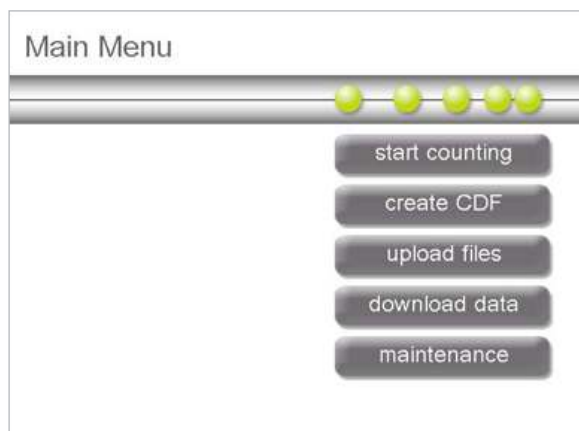 Main Menu
start counting
create CDF
upload files
download data
maintenance